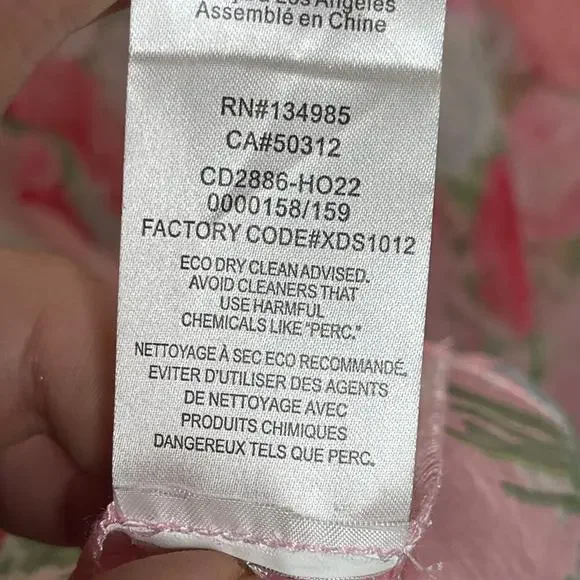 Los Angeles
Assemblé en Chine
RN#134985
CA#50312
CD2886-HO22
0000158/159
FACTORY CODE#XDS1012
ECO DRY CLEAN ADVISED.
AVOID CLEANERS THAT
USE HARMFUL
CHEMICALS LIKE "PERC."
NETTOYAGE À SEC ECO RECOMMANDÉ.
EVITER D'UTILISER DES AGENTS
DE NETTOYAGE AVEC
PRODUITS CHIMIQUES
DANGEREUX TELS QUE PERC.